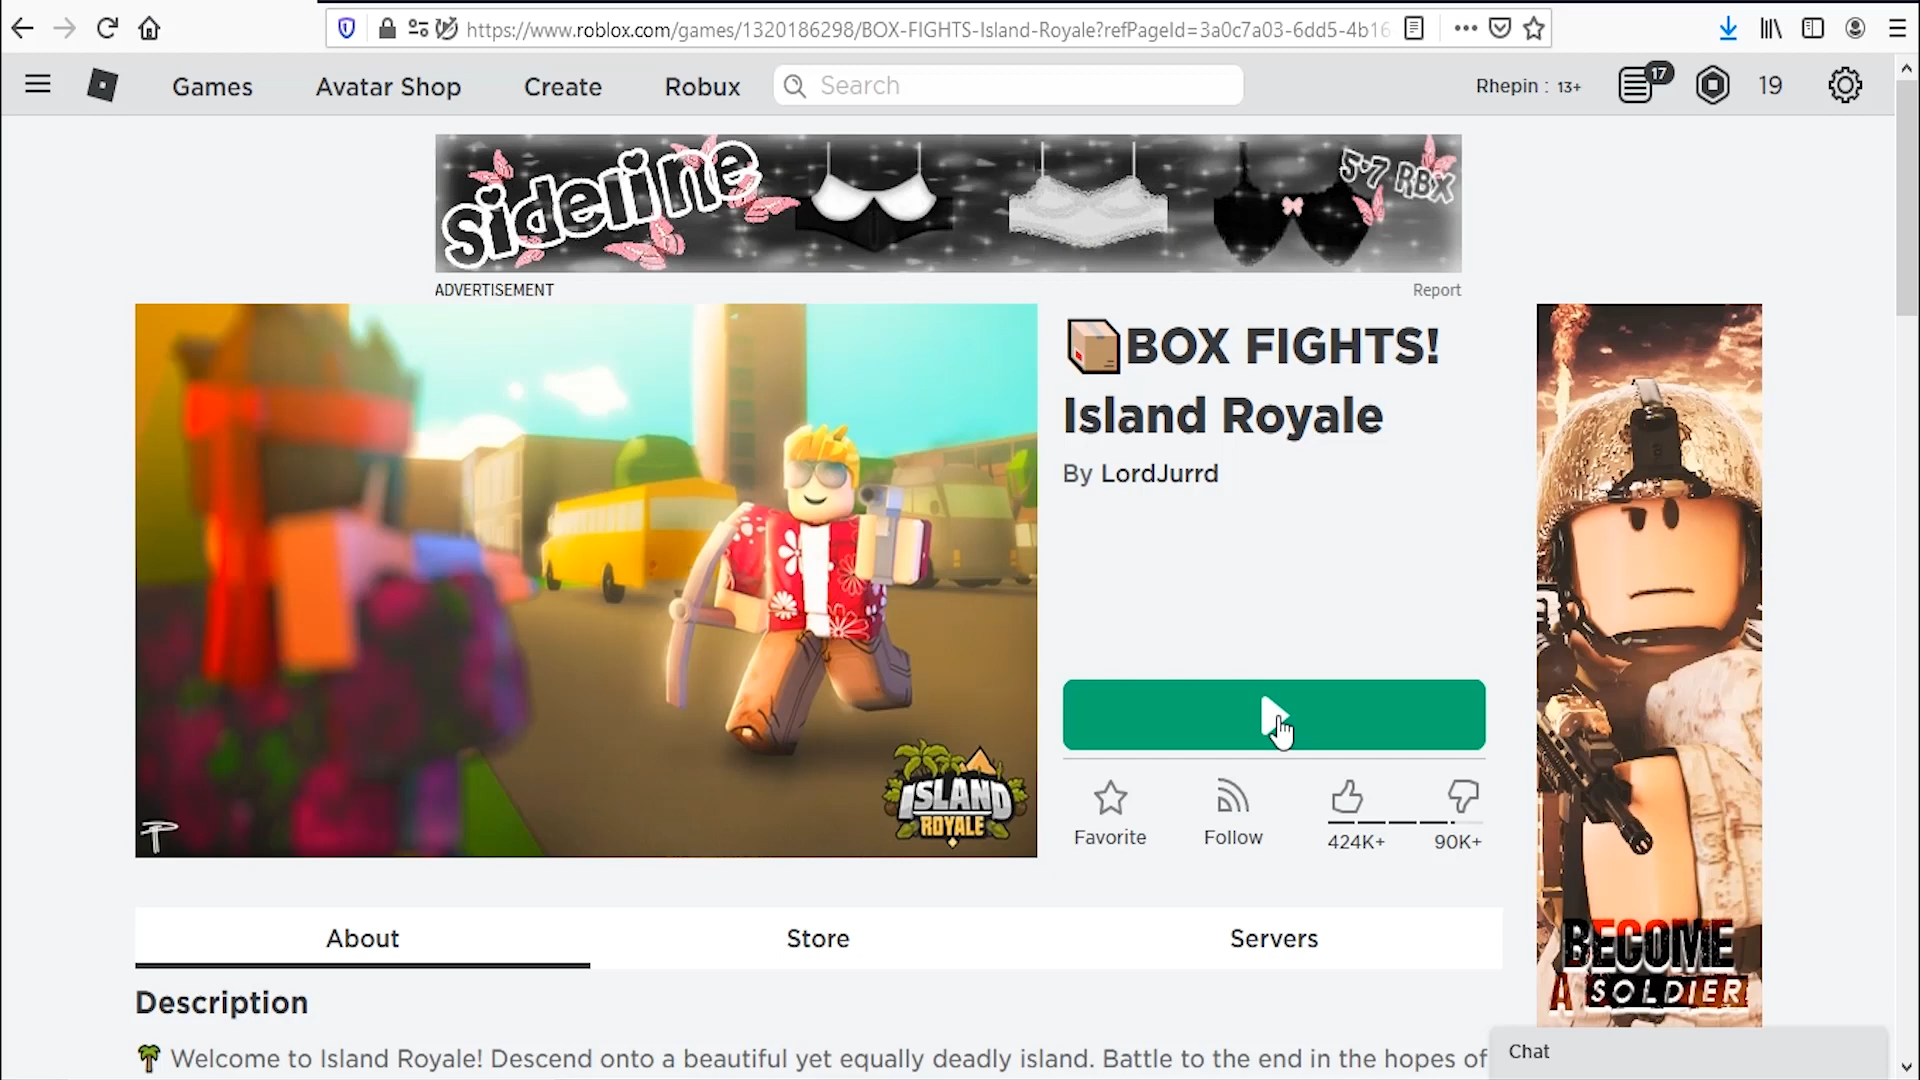 https://www.roblox.com/games/1320186298/BOX-FIGHTS-Island-Royale?refPageId=3a0c7a03-6dd5-4b16
Games
Avatar Shop
Create
Robux
Search
Rhepin : 13+
17
19
Sideline
5-7 RBX
ADVERTISEMENT
Report
BOX FIGHTS!
Island Royale
By LordJurrd
ISLAND
ROYALE
Favorite
Follow
424K+
90K+
BECOME
A SOLDIER
About
Store
Servers
Description
Welcome to Island Royale! Descend onto a beautiful yet equally deadly island. Battle to the end in the hopes of
Chat